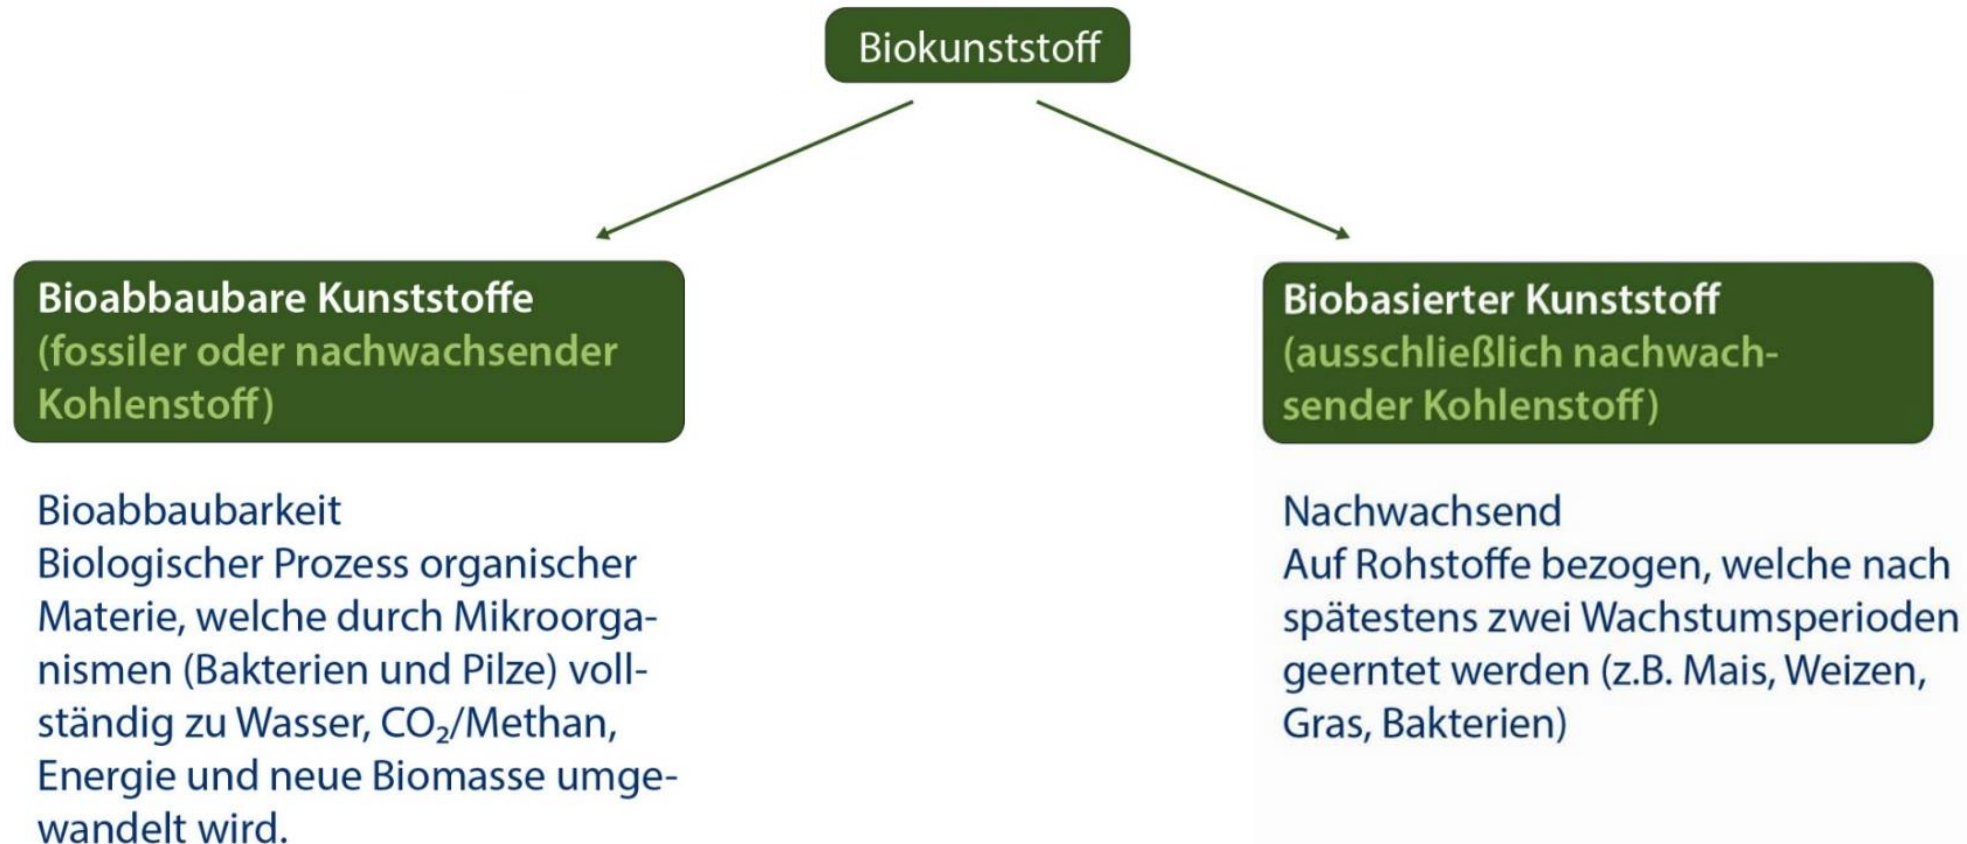 Biokunststoff
Bioabbaubare Kunststoffe
(fossiler oder nachwachsender
Kohlenstoff)
Bioabbaubarkeit
Biologischer Prozess organischer
Materie, welche durch Mikroorga-
nismen (Bakterien und Pilze) voll-
ständig zu Wasser, CO₂/Methan,
Energie und neue Biomasse umge-
wandelt wird.
Biobasierter Kunststoff
(ausschließlich nachwach-
sender Kohlenstoff)
Nachwachsend
Auf Rohstoffe bezogen, welche nach
spätestens zwei Wachstumsperioden
geerntet werden (z.B. Mais, Weizen,
Gras, Bakterien)